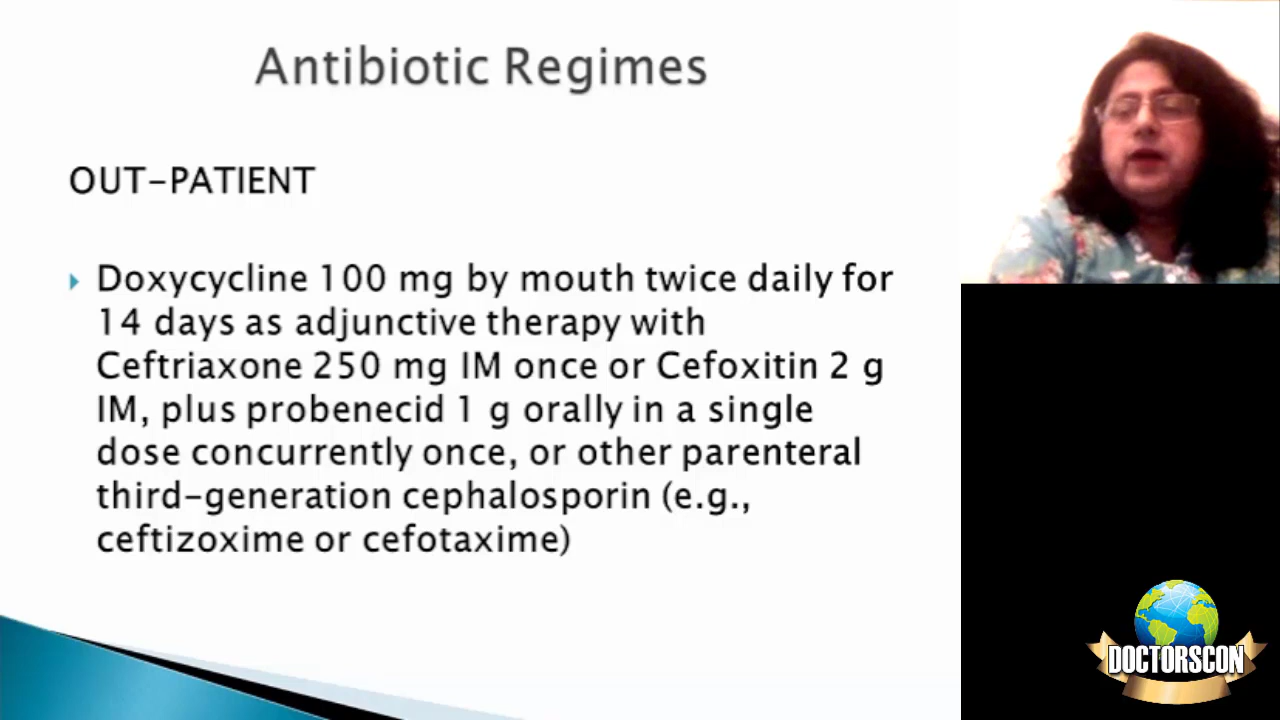 Antibiotic Regimes
OUT-PATIENT
Doxycycline 100 mg by mouth twice daily for
14 days as adjunctive therapy with
Ceftriaxone 250 mg IM once or Cefoxitin 2 g
IM, plus probenecid 1 g orally in a single
dose concurrently once, or other parenteral
third-generation cephalosporin (e.g.,
ceftizoxime or cefotaxime)
DOCTORSCON